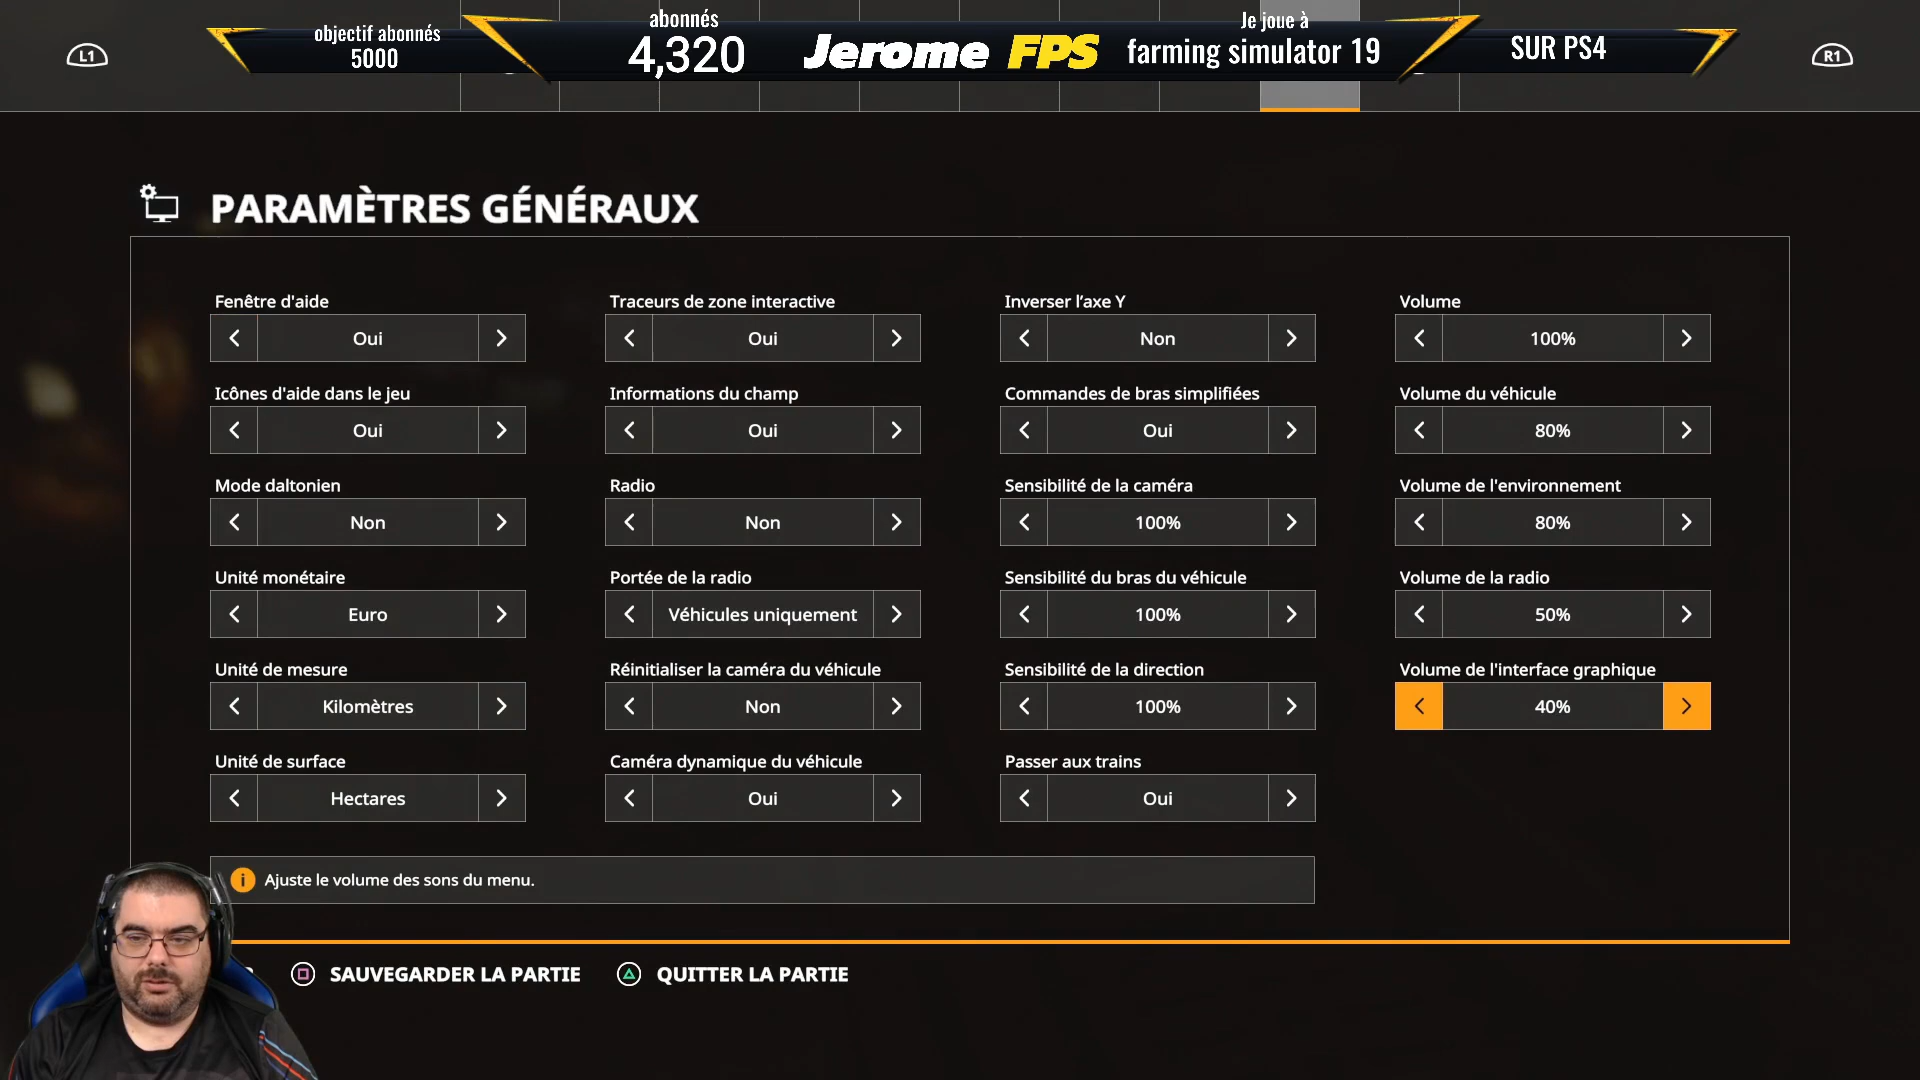 L1
objectif abonnés
5000
abonnés
4,320
Jerome FPS
Je joue à
farming simulator 19
SUR PS4
R1
PARAMÈTRES GÉNÉRAUX
Fenêtre d'aide
Oui
Icônes d'aide dans le jeu
Oui
Mode daltonien
Non
Unité monétaire
Euro
Unité de mesure
Kilomètres
Unité de surface
Hectares
Traceurs de zone interactive
Oui
Informations du champ
Oui
Radio
Non
Portée de la radio
Véhicules uniquement
Réinitialiser la caméra du véhicule
Non
Caméra dynamique du véhicule
Oui
Inverser l’axe Y
Non
Commandes de bras simplifiées
Oui
Sensibilité de la caméra
100%
Sensibilité du bras du véhicule
100%
Sensibilité de la direction
100%
Passer aux trains
Oui
Volume
100%
Volume du véhicule
80%
Volume de l'environnement
80%
Volume de la radio
50%
Volume de l'interface graphique
40%
Ajuste le volume des sons du menu.
SAUVEGARDER LA PARTIE
QUITTER LA PARTIE